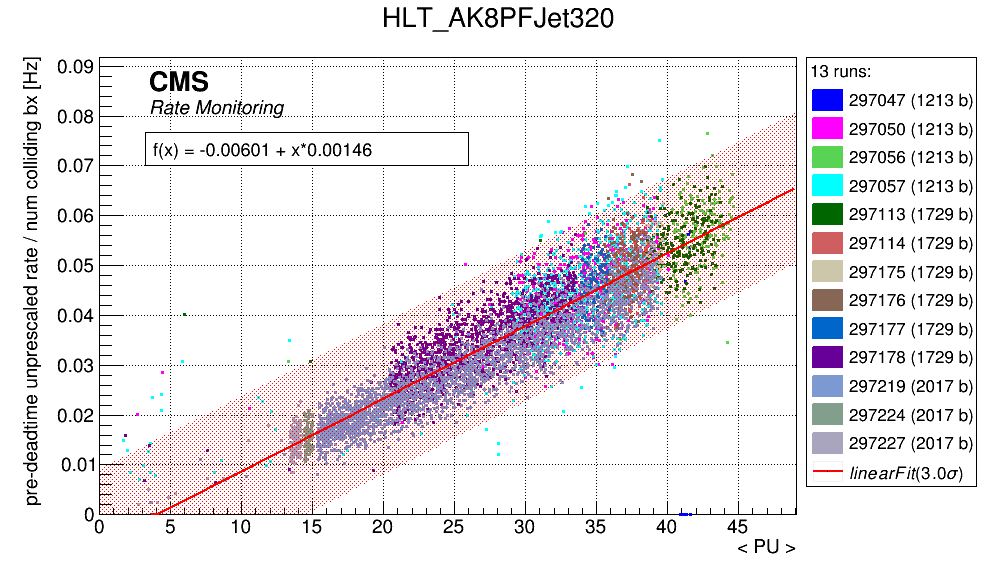 HLT_AK8PFJet320
pre-deadtime unprescaled rate / num colliding bx [Hz]
0.09
0.08
0.07
0.06
0.05
0.04
0.03
0.02
0.01
0
CMS
Rate Monitoring
f(x) = -0.00601 + x*0.00146
0 5 10 15 20 25 30 35 40 45
< PU >
13 runs:
297047 (1213 b)
297050 (1213 b)
297056 (1213 b)
297057 (1213 b)
297113 (1729 b)
297114 (1729 b)
297175 (1729 b)
297176 (1729 b)
297177 (1729 b)
297178 (1729 b)
297219 (2017 b)
297224 (2017 b)
297227 (2017 b)
linearFit(3.0σ)